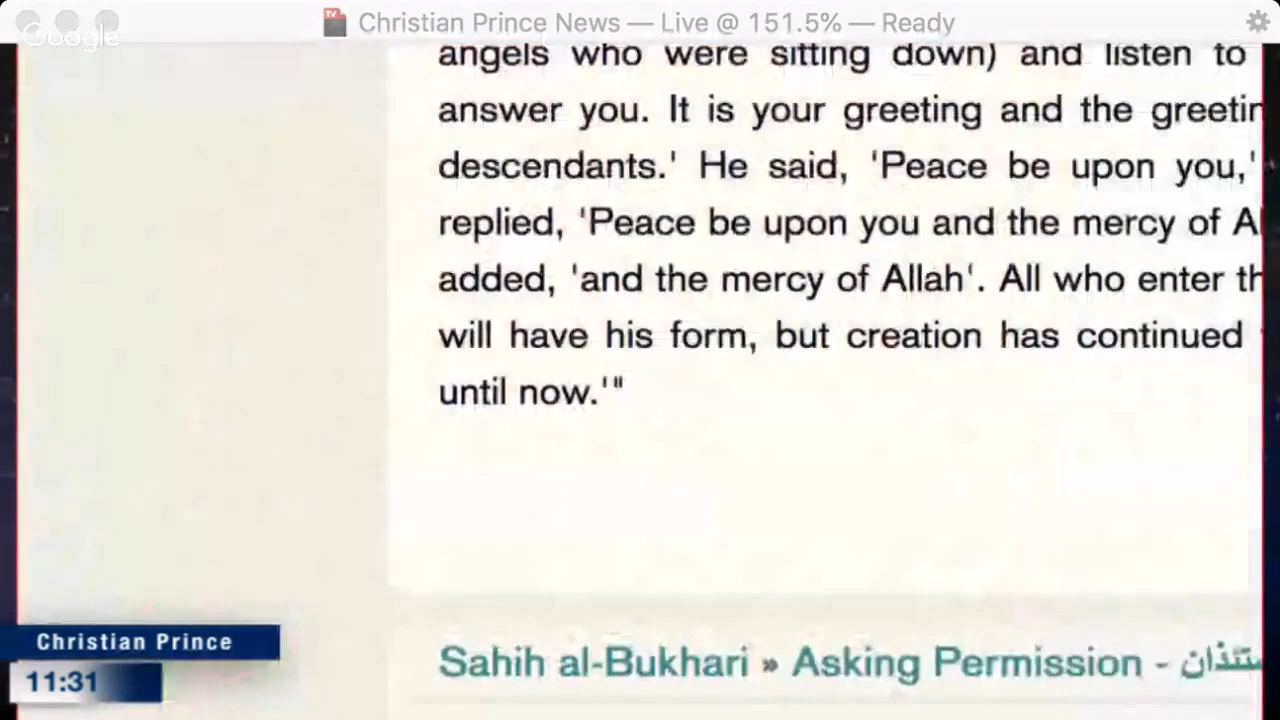 Christian Prince News — Live @ 151.5% — Ready
Google
angels who were sitting down) and listen to
answer you. It is your greeting and the
descendants.' He said, 'Peace be upon you,'
replied, 'Peace be upon you and the mercy of
added, 'and the mercy of Allah'. All who enter
will have his form, but creation has continued
until now.'"
Christian Prince
11:31
Sahih al-Bukhari » Asking Permission -